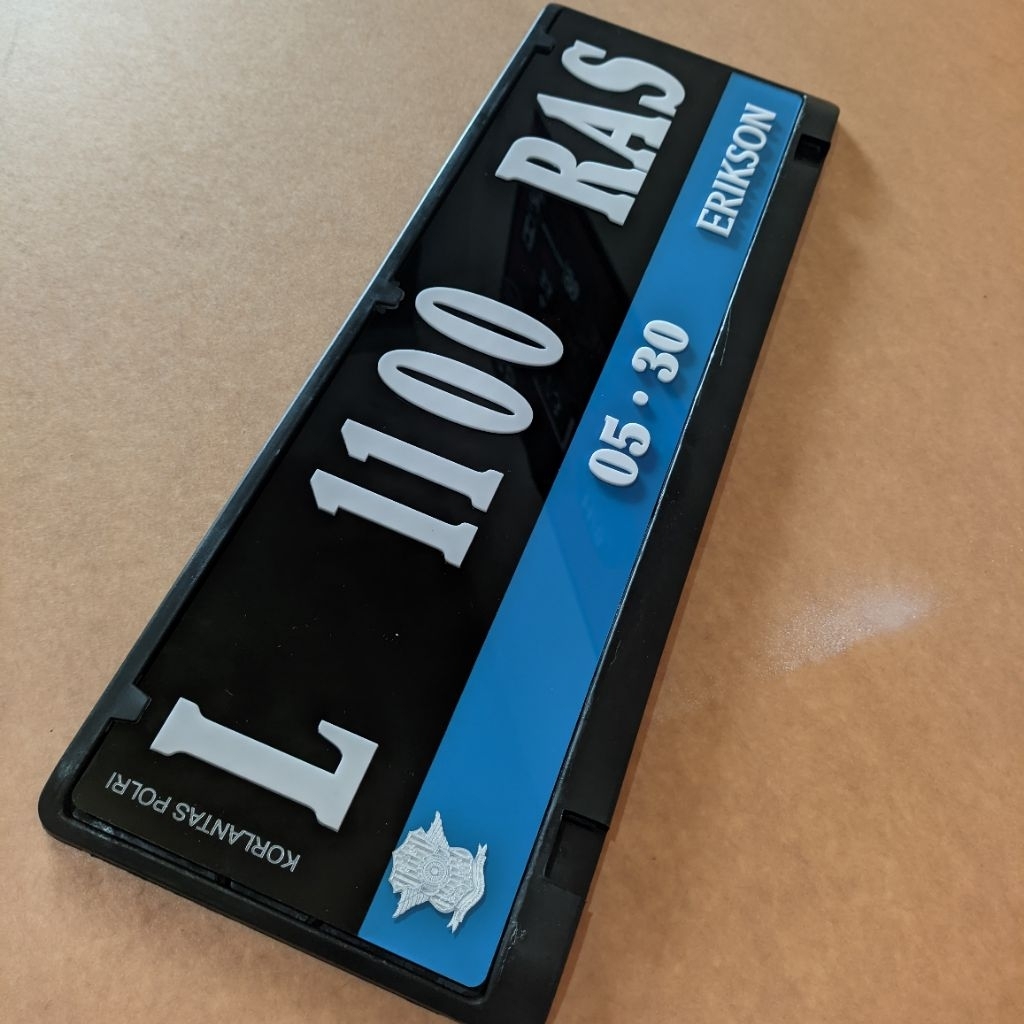 L 1100 RAS
05 · 30
ERIKSON
KORLANTAS POLRI